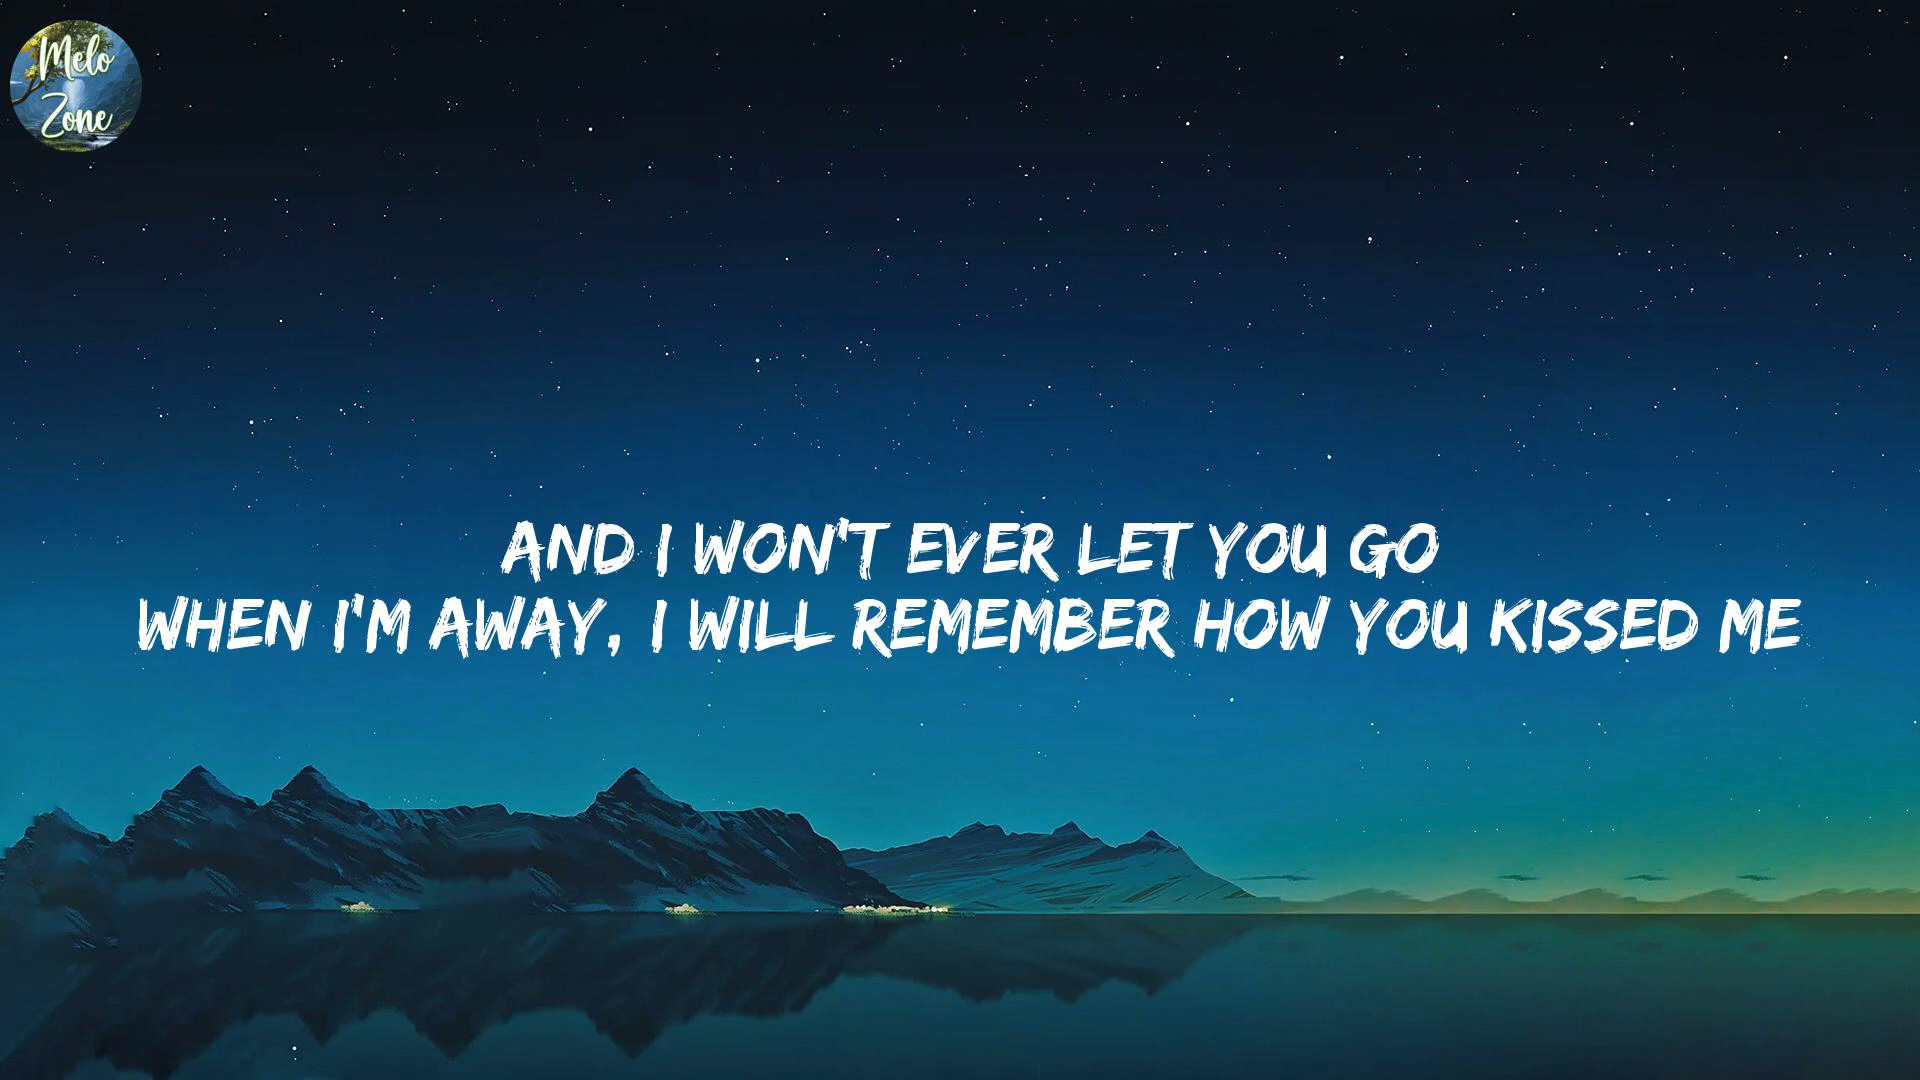 Melo
Zone
AND I WON'T EVER LET YOU GO
WHEN I'M AWAY, I WILL REMEMBER HOW YOU KISSED ME